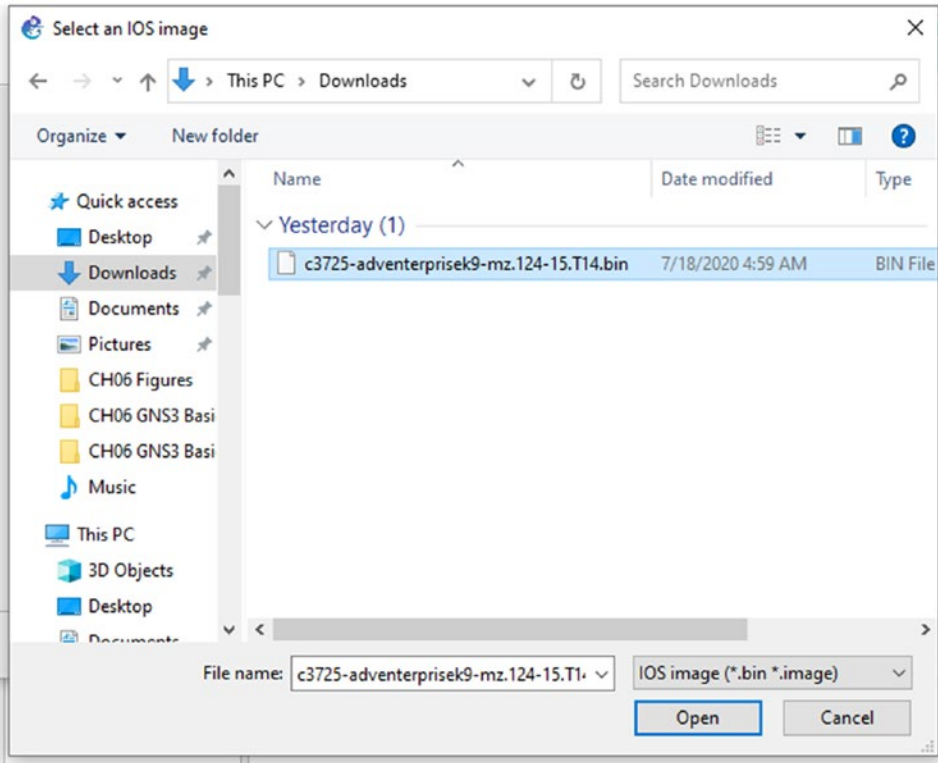 Select an IOS image
This PC > Downloads
Search Downloads
Organize
New folder
Name
Date modified
Type
Yesterday (1)
c3725-adventerprisek9-mz.124-15.T14.bin
7/18/2020 4:59 AM
BIN File
Quick access
Desktop
Downloads
Documents
Pictures
CH06 Figures
CH06 GNS3 Basi
CH06 GNS3 Basi
Music
This PC
3D Objects
Desktop
Documents
File name:
c3725-adventerprisek9-mz.124-15.T1
IOS image (*.bin *.image)
Open
Cancel